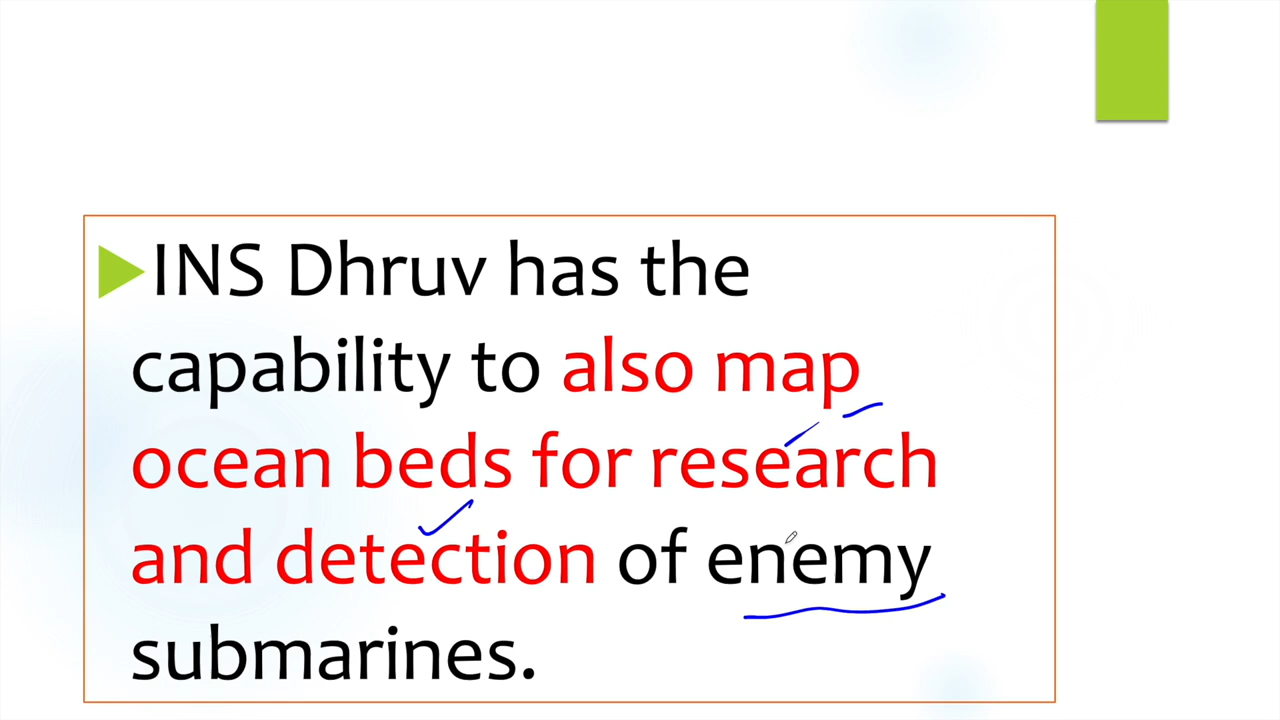 INS Dhruv has the
capability to also map
ocean beds for research
and detection of enemy
submarines.